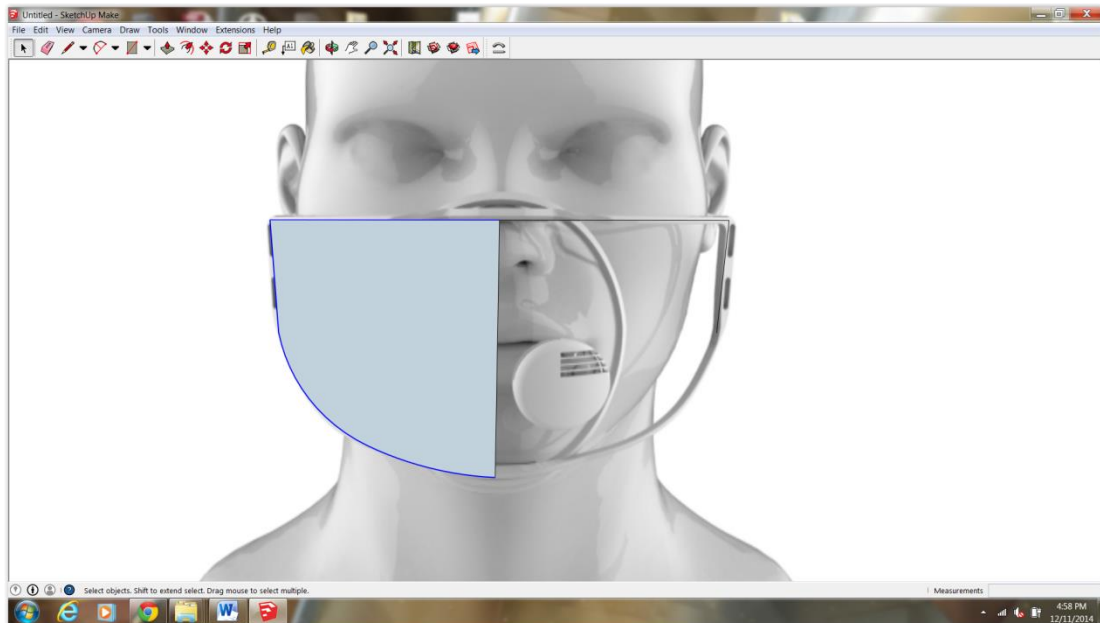 Untitled - SketchUp Make
File Edit View Camera Draw Tools Window Extensions Help
A1
Select objects. Shift to extend select. Drag mouse to select multiple.
Measurements
W
4:58 PM
12/11/2014